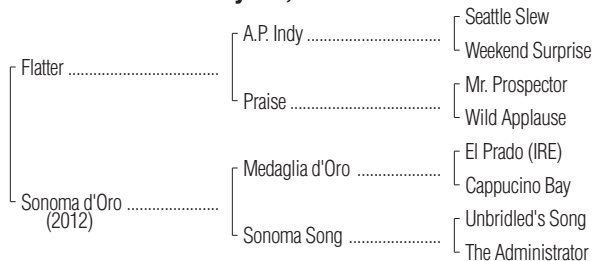 Seattle Slew
A.P. Indy ..............................
Weekend Surprise
Flatter ..................................
Mr. Prospector
Praise ..................................
Wild Applause
El Prado (IRE)
Medaglia d'Oro ..................
Cappucino Bay
Sonoma d'Oro ....................
(2012)
Unbridled's Song
Sonoma Song ....................
The Administrator